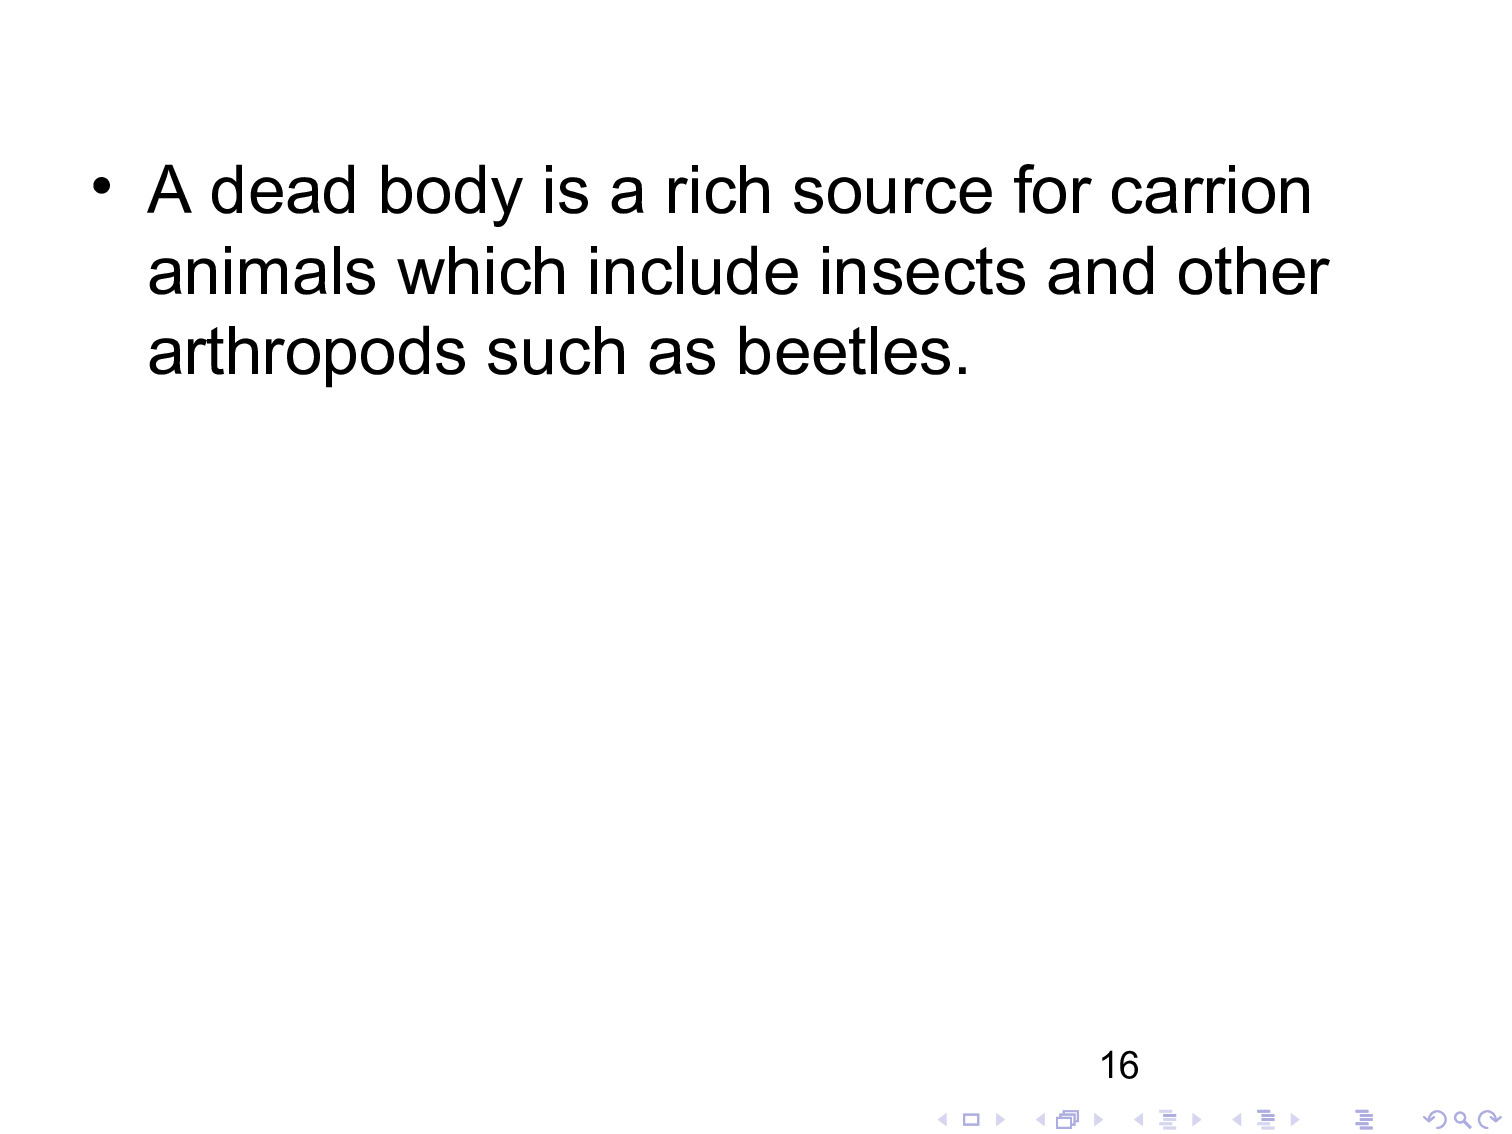 • A dead body is a rich source for carrion
animals which include insects and other
arthropods such as beetles.
16